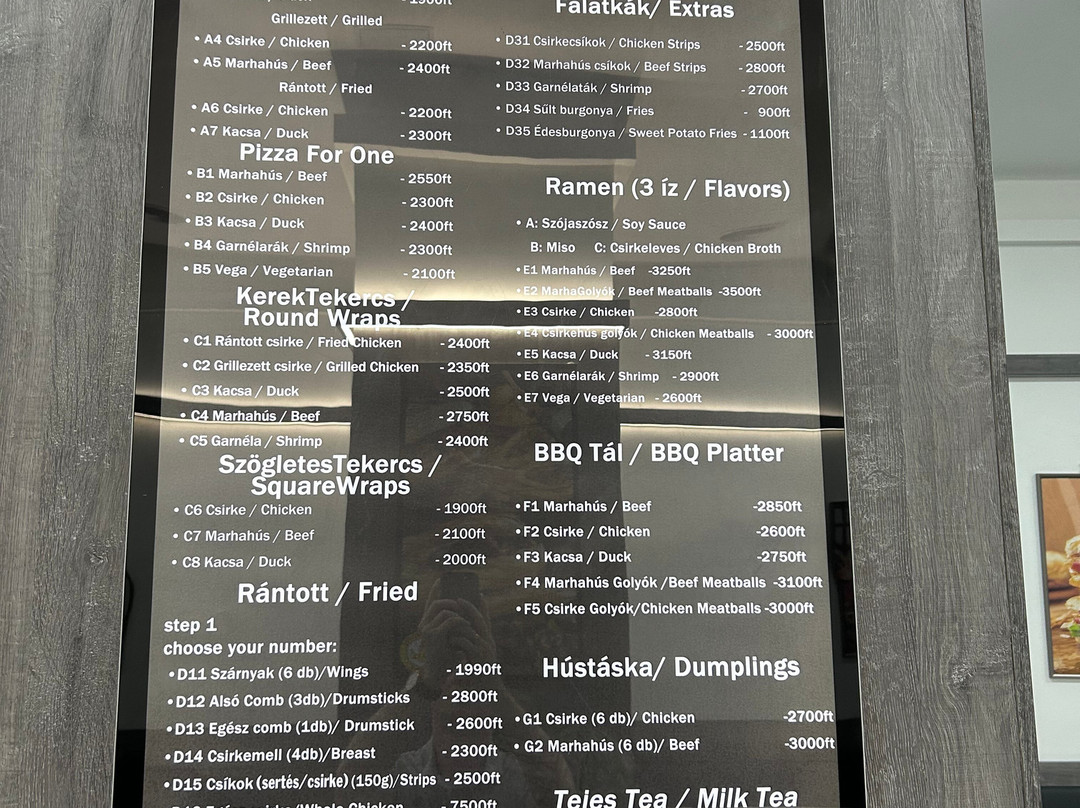 Grillezett / Grilled
• A4 Csirke / Chicken - 2200ft
• A5 Marhahús / Beef - 2400ft
Rántott / Fried
• A6 Csirke / Chicken - 2200ft
• A7 Kacsa / Duck - 2300ft
Pizza For One
• B1 Marhahús / Beef - 2550ft
• B2 Csirke / Chicken - 2300ft
• B3 Kacsa / Duck - 2400ft
• B4 Garnélarák / Shrimp - 2300ft
• B5 Vega / Vegetarian - 2100ft
KerekTekercs /
Round Wraps
• C1 Rántott csirke / Fried Chicken - 2400ft
• C2 Grillezett csirke / Grilled Chicken - 2350ft
• C3 Kacsa / Duck - 2500ft
• C4 Marhahús / Beef - 2750ft
• C5 Garnéla / Shrimp - 2400ft
SzögletesTekercs /
SquareWraps
• C6 Csirke / Chicken - 1900ft
• C7 Marhahús / Beef - 2100ft
• C8 Kacsa / Duck - 2000ft
Rántott / Fried
step 1
choose your number:
• D11 Szárnyak (6 db)/Wings - 1990ft
• D12 Alsó Comb (3db)/Drumsticks - 2800ft
• D13 Egész comb (1db)/ Drumstick - 2600ft
• D14 Csirkemell (4db)/Breast - 2300ft
• D15 Csíkok (sertés/csirke) (150g)/Strips - 2500ft
/Whole Chicken - 7500ft
Falatkák/ Extras
• D31 Csirkecsíkok / Chicken Strips - 2500ft
• D32 Marhahús csíkok / Beef Strips - 2800ft
• D33 Garnélaták / Shrimp - 2700ft
• D34 Sűlt burgonya / Fries - 900ft
• D35 Édesburgonya / Sweet Potato Fries - 1100ft
Ramen (3 íz / Flavors)
• A: Szójaszósz / Soy Sauce
B: Miso C: Csirkeleves / Chicken Broth
• E1 Marhahús / Beef -3250ft
• E2 MarhaGolyók / Beef Meatballs -3500ft
• E3 Csirke / Chicken -2800ft
• E4 Csirkehús golyók / Chicken Meatballs - 3000ft
• E5 Kacsa / Duck - 3150ft
• E6 Garnélarák / Shrimp - 2900ft
• E7 Vega / Vegetarian - 2600ft
BBQ Tál / BBQ Platter
• F1 Marhahús / Beef -2850ft
• F2 Csirke / Chicken -2600ft
• F3 Kacsa / Duck -2750ft
• F4 Marhahús Golyók /Beef Meatballs -3100ft
• F5 Csirke Golyók/Chicken Meatballs -3000ft
Hústáska/ Dumplings
• G1 Csirke (6 db)/ Chicken -2700ft
• G2 Marhahús (6 db)/ Beef -3000ft
Tejes Tea / Milk Tea